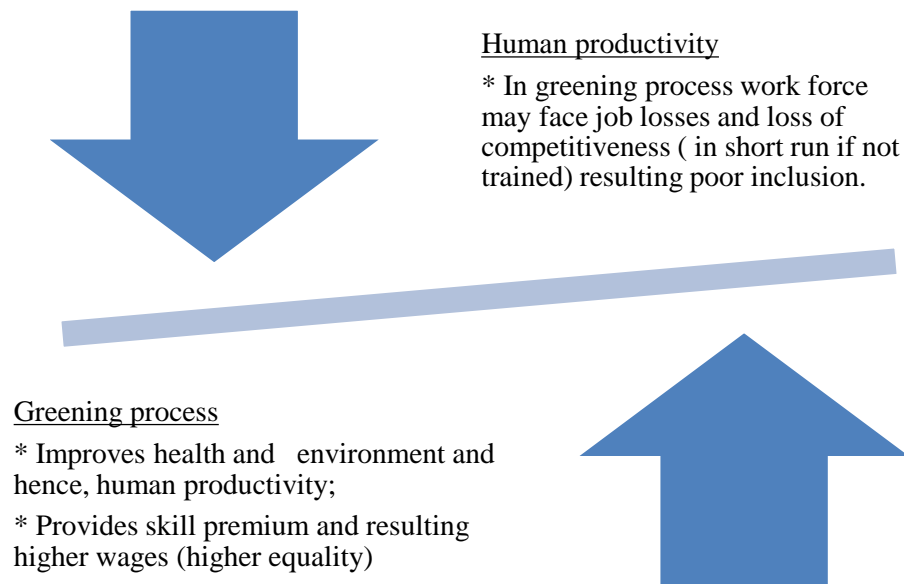 Human productivity
* In greening process work force
may face job losses and loss of
competitiveness ( in short run if not
trained) resulting poor inclusion.
Greening process
* Improves health and environment and
hence, human productivity;
* Provides skill premium and resulting
higher wages (higher equality)